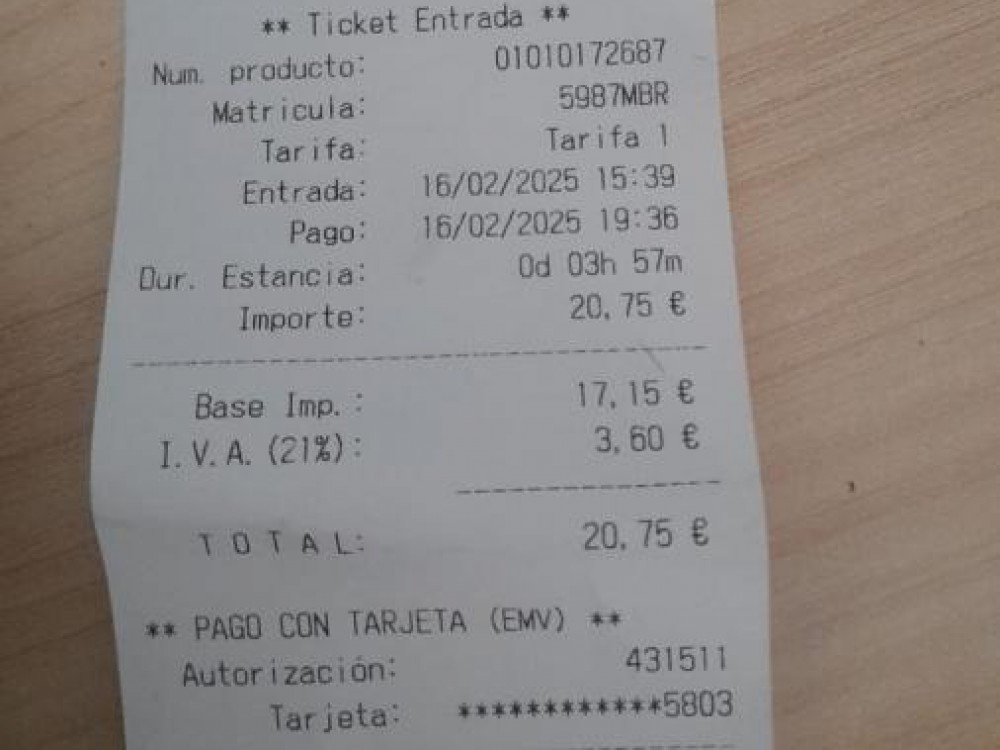 ** Ticket Entrada **
Num. producto: 01010172687
Matricula: 5987MBR
Tarifa: Tarifa 1
Entrada: 16/02/2025 15:39
Pago: 16/02/2025 19:36
Dur. Estancia: 0d 03h 57m
Importe: 20,75 €
Base Imp.: 17,15 €
I.V.A.(21%): 3,60 €
T O T A L: 20,75 €
** PAGO CON TARJETA (EMV) **
Autorización: 431511
Tarjeta: ************5803